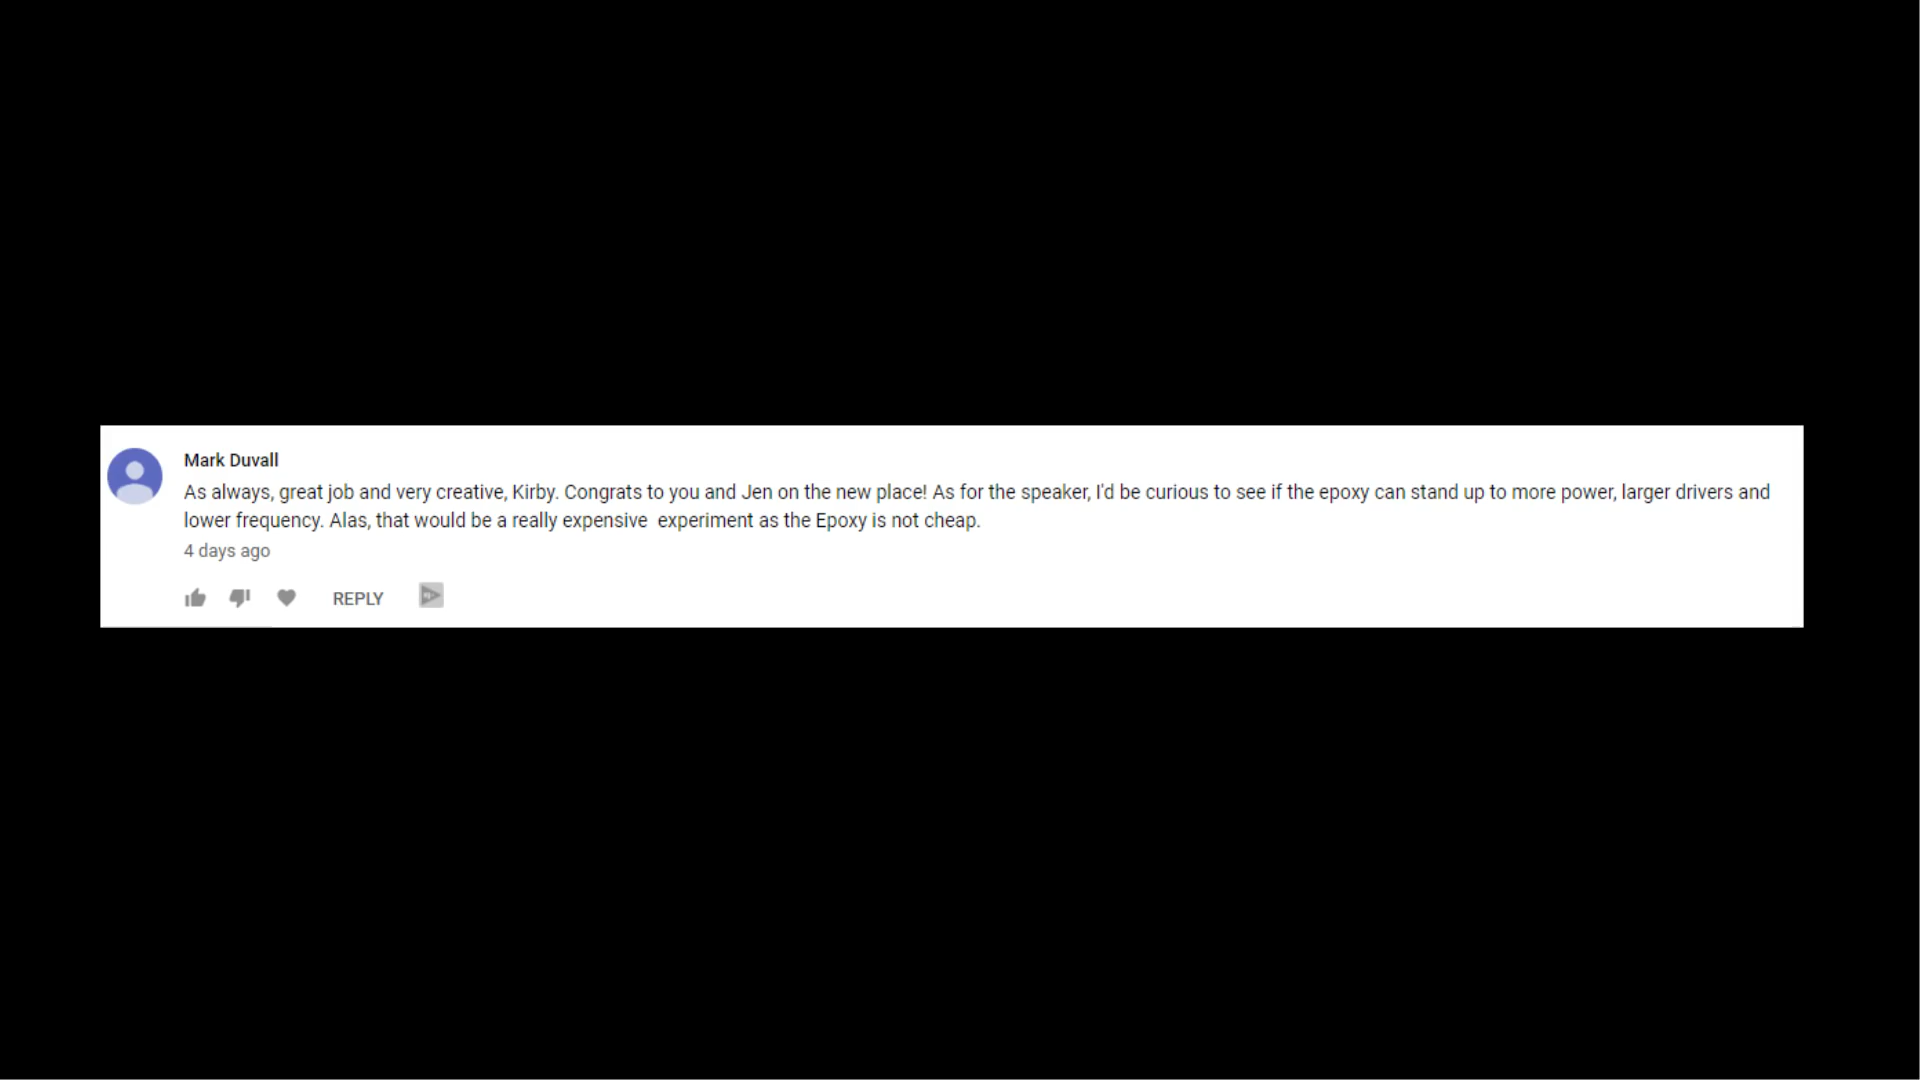 Mark Duvall
As always, great job and very creative, Kirby. Congrats to you and Jen on the new place! As for the speaker, I'd be curious to see if the epoxy can stand up to more power, larger drivers and
lower frequency. Alas, that would be a really expensive  experiment as the Epoxy is not cheap.
4 days ago
REPLY